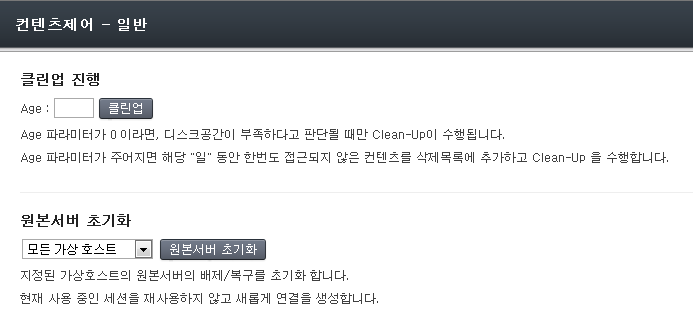 컨텐츠제어 - 일반
클린업 진행
Age : 클린업
Age 파라미터가 0 이라면, 디스크공간이 부족하다고 판단될 때만 Clean-Up이 수행됩니다.
Age 파라미터가 주어지면 해당 "일" 동안 한번도 접근되지 않은 컨텐츠를 삭제목록에 추가하고 Clean-Up 을 수행합니다.
원본서버 초기화
모든 가상 호스트 원본서버 초기화
지정된 가상호스트의 원본서버의 배제/복구를 초기화 합니다.
현재 사용 중인 세션을 재사용하지 않고 새롭게 연결을 생성합니다.